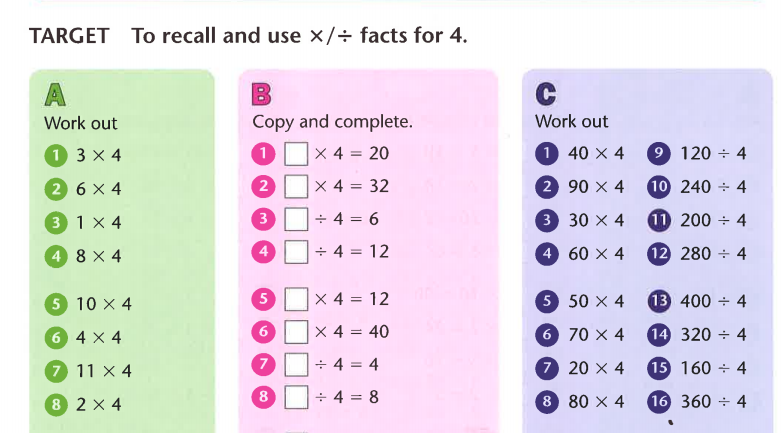 TARGET To recall and use ×/÷ facts for 4.
A
Work out
1 3 × 4
2 6 × 4
3 1 × 4
4 8 × 4
5 10 × 4
6 4 × 4
7 11 × 4
8 2 × 4
B
Copy and complete.
1 □ × 4 = 20
2 □ × 4 = 32
3 □ ÷ 4 = 6
4 □ ÷ 4 = 12
5 □ × 4 = 12
6 □ × 4 = 40
7 □ ÷ 4 = 4
8 □ ÷ 4 = 8
C
Work out
1 40 × 4
2 90 × 4
3 30 × 4
4 60 × 4
5 50 × 4
6 70 × 4
7 20 × 4
8 80 × 4
9 120 ÷ 4
10 240 ÷ 4
11 200 ÷ 4
12 280 ÷ 4
13 400 ÷ 4
14 320 ÷ 4
15 160 ÷ 4
16 360 ÷ 4